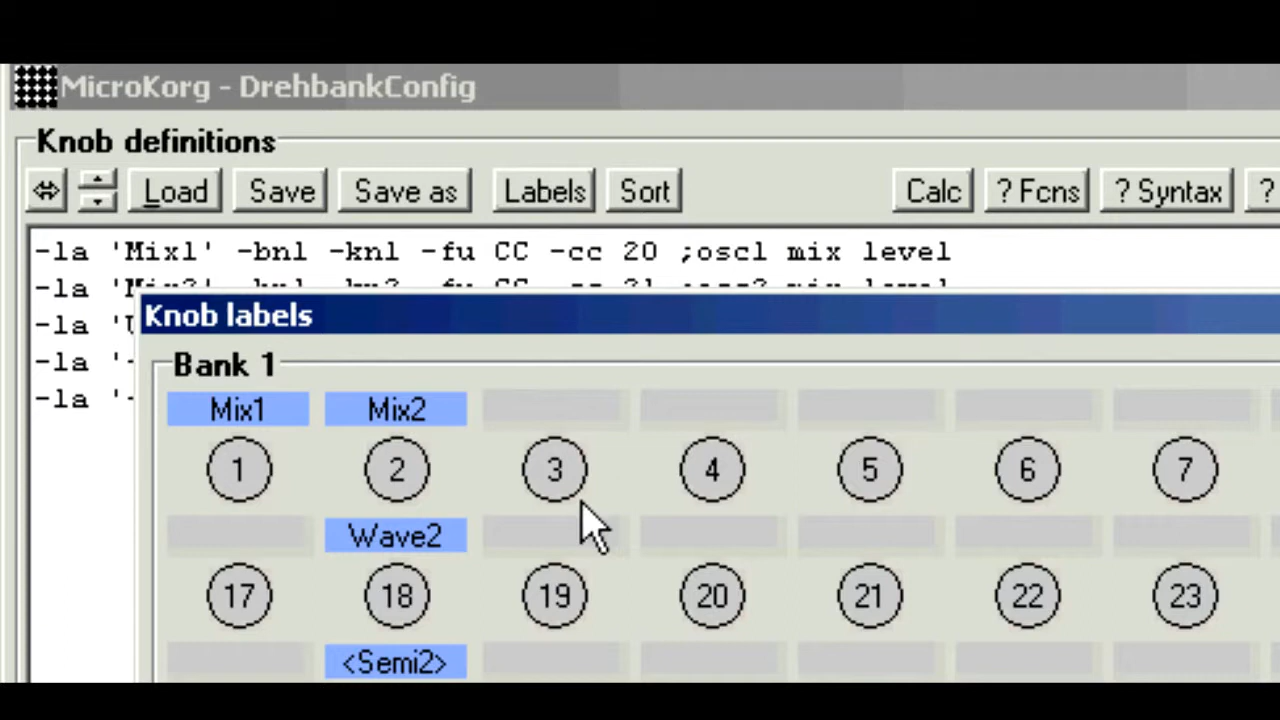 MicroKorg - DrehbankConfig
Knob definitions
Load Save Save as Labels Sort Calc ? Fcns ? Syntax ?
-la 'Mix1' -bn1 -kn1 -fu CC -cc 20 ;osc1 mix level
-la
-la
-la '-
-la '-
Knob labels
Bank 1
Mix1 Mix2
1 2 3 4 5 6 7
Wave2
17 18 19 20 21 22 23
<Semi2>